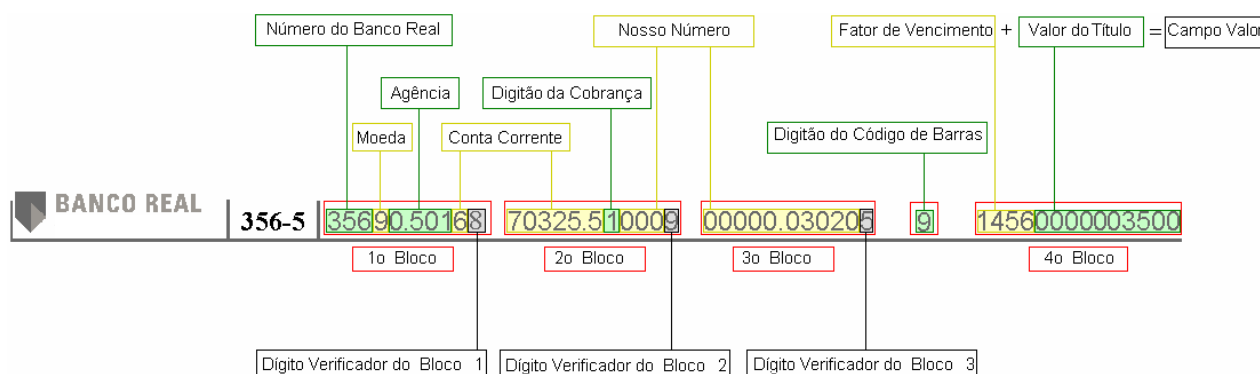 Número do Banco Real
Nosso Número
Fator de Vencimento + Valor do Título = Campo Valor
Agência
Digitão da Cobrança
Moeda
Conta Corrente
Digitão do Código de Barras
BANCO REAL
356-5 35690.50168 70325.510009 00000.030205 9 14560000003500
1o Bloco
2o Bloco
3o Bloco
4o Bloco
Dígito Verificador do Bloco 1
Dígito Verificador do Bloco 2
Dígito Verificador do Bloco 3